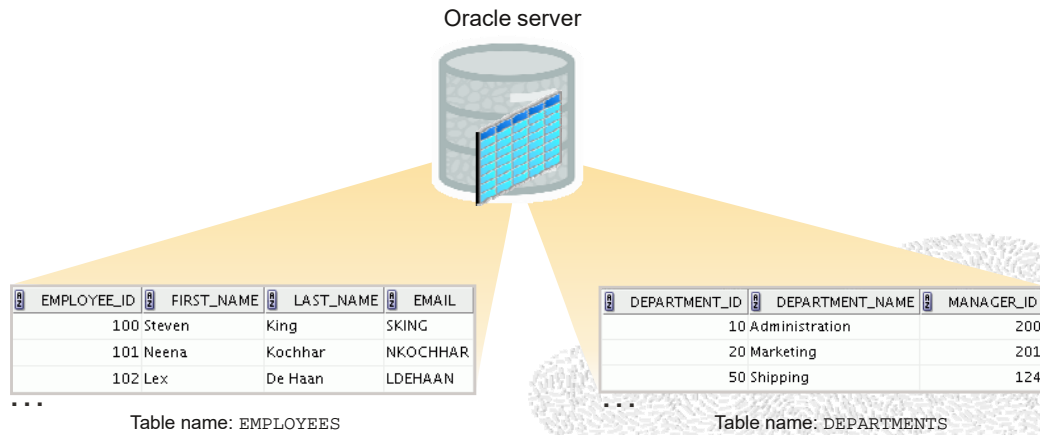 Oracle server
EMPLOYEE_ID FIRST_NAME LAST_NAME EMAIL
100 Steven King SKING
101 Neena Kochhar NKOCHHAR
102 Lex De Haan LDEHAAN
...
Table name: EMPLOYEES
DEPARTMENT_ID DEPARTMENT_NAME MANAGER_ID
10 Administration 200
20 Marketing 201
50 Shipping 124
...
Table name: DEPARTMENTS